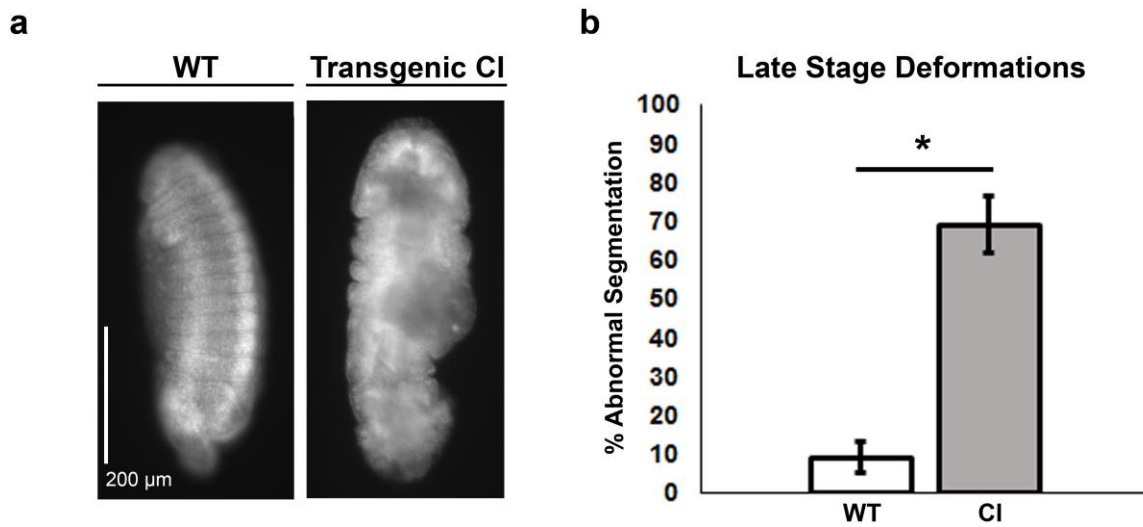 a
WT
Transgenic CI
200 µm
b
Late Stage Deformations
% Abnormal Segmentation
100
90
80
70
60
50
40
30
20
10
0
*
WT
CI